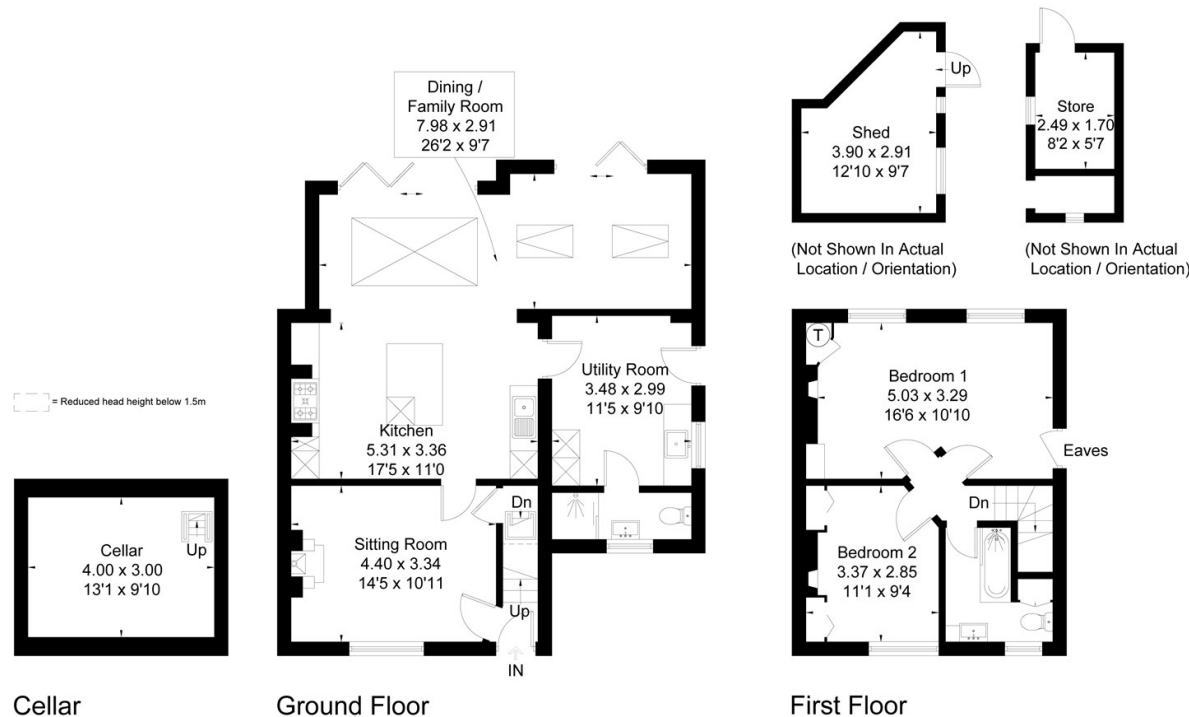 Dining /
Family Room
7.98 x 2.91
26'2 x 9'7
Up
Shed
3.90 x 2.91
12'10 x 9'7
(Not Shown In Actual
Location / Orientation)
Store
2.49 x 1.70
8'2 x 5'7
(Not Shown In Actual
Location / Orientation)
= Reduced head height below 1.5m
Kitchen
5.31 x 3.36
17'5 x 11'0
Utility Room
3.48 x 2.99
11'5 x 9'10
T
Bedroom 1
5.03 x 3.29
16'6 x 10'10
Eaves
Cellar
4.00 x 3.00
13'1 x 9'10
Up
Sitting Room
4.40 x 3.34
14'5 x 10'11
Dn
Up
IN
Dn
Bedroom 2
3.37 x 2.85
11'1 x 9'4
Cellar
Ground Floor
First Floor